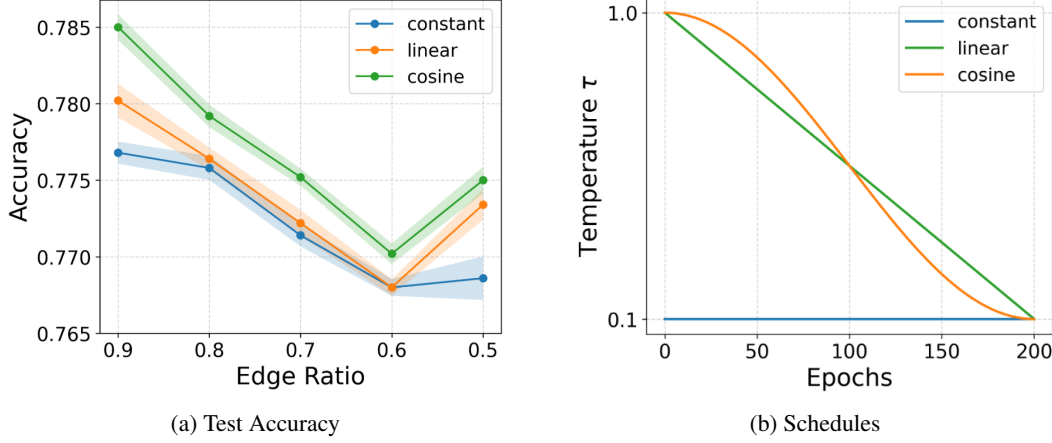 0.785
0.780
0.775
0.770
0.765
Accuracy
0.9 0.8 0.7 0.6 0.5
Edge Ratio
constant
linear
cosine
(a) Test Accuracy
1.0
0.1
Temperature τ
0 50 100 150 200
Epochs
constant
linear
cosine
(b) Schedules